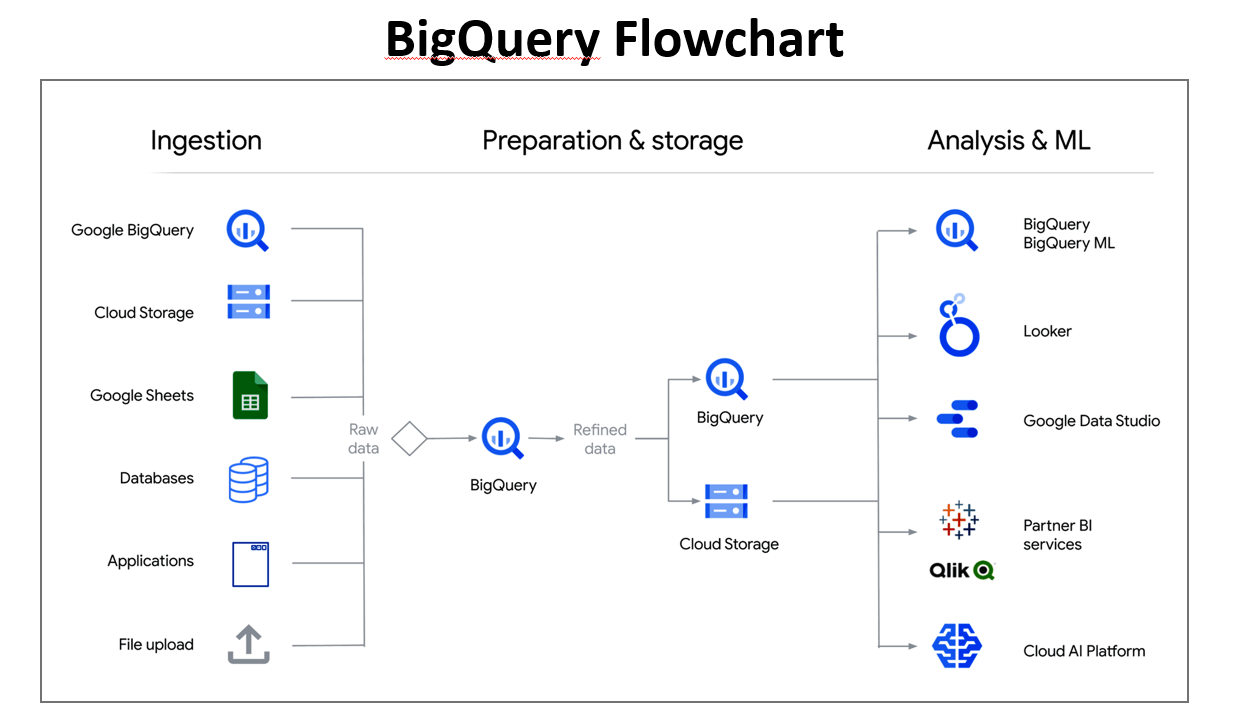 BigQuery Flowchart
Ingestion
Preparation & storage
Analysis & ML
Google BigQuery
Cloud Storage
Google Sheets
Databases
Applications
File upload
Raw
data
BigQuery
Refined
data
BigQuery
Cloud Storage
BigQuery
BigQuery ML
Looker
Google Data Studio
Partner BI
services
Qlik
Cloud AI Platform